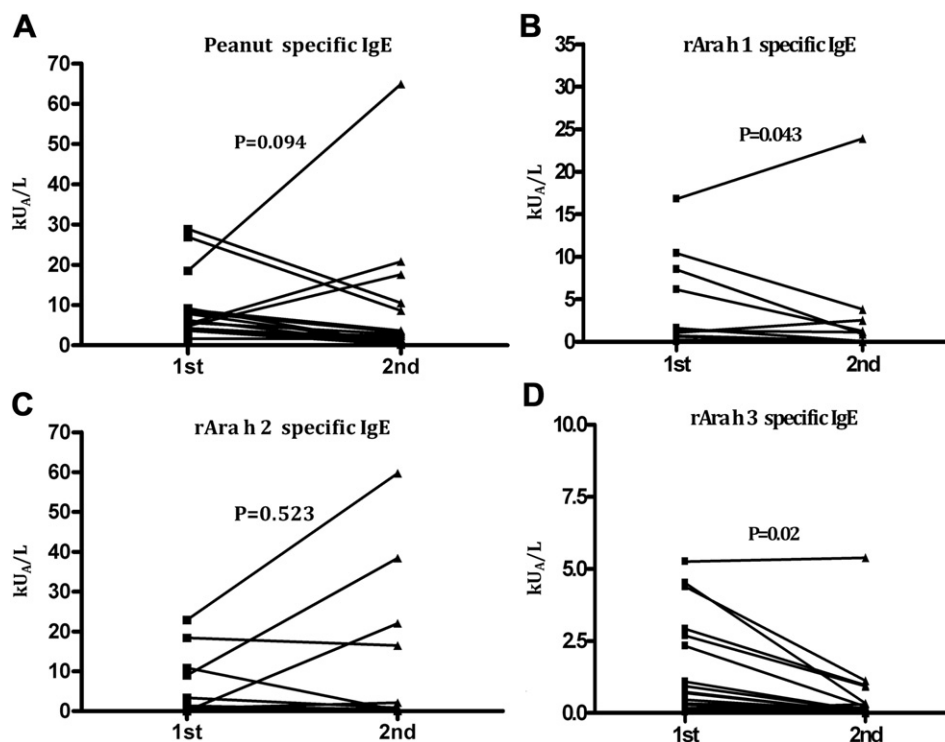 A
Peanut specific IgE
70
60
50
40
30
20
10
0
kUA/L
P=0.094
1st 2nd
B
rAra h 1 specific IgE
35
30
25
20
15
10
5
0
kUA/L
P=0.043
1st 2nd
C
rAra h 2 specific IgE
70
60
50
40
30
20
10
0
kUA/L
P=0.523
1st 2nd
D
rAra h 3 specific IgE
10.0
7.5
5.0
2.5
0.0
kUA/L
P=0.02
1st 2nd